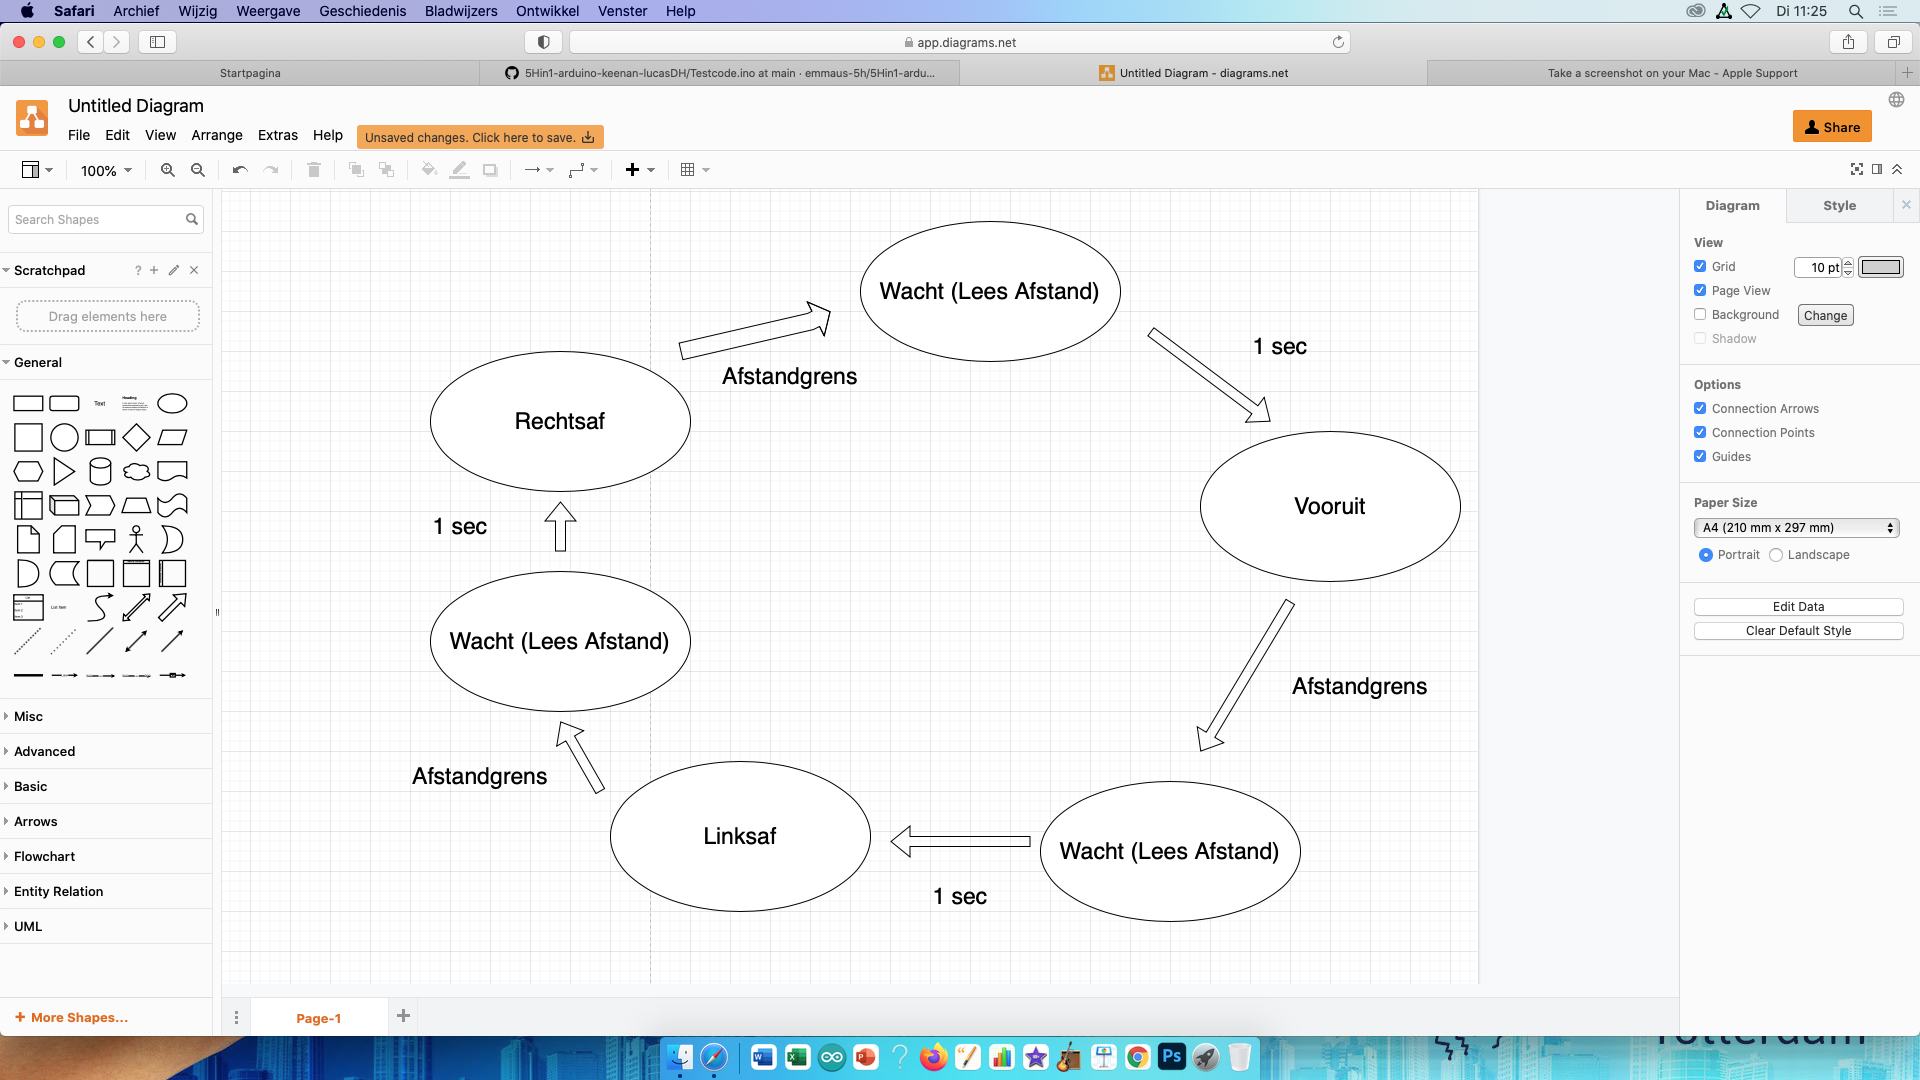 Safari Archief Wijzig Weergave Geschiedenis Bladwijzers Ontwikkel Venster Help Di 11:25
app.diagrams.net
Startpagina
5Hin1-arduino-keenan-lucasDH/Testcode.ino at main · emmaus-5h/5Hin1-ardu...
Untitled Diagram - diagrams.net
Take a screenshot on your Mac - Apple Support
Untitled Diagram
File Edit View Arrange Extras Help
Unsaved changes. Click here to save.
Share
100%
Search Shapes
Scratchpad
?
Drag elements here
General
Text
Heading
Misc
Advanced
Basic
Arrows
Flowchart
Entity Relation
UML
+ More Shapes...
Wacht (Lees Afstand)
1 sec
Afstandgrens
Rechtsaf
Vooruit
1 sec
Wacht (Lees Afstand)
Afstandgrens
Afstandgrens
Linksaf
Wacht (Lees Afstand)
1 sec
Page-1
Diagram
Style
View
Grid
10 pt
Page View
Background
Change
Shadow
Options
Connection Arrows
Connection Points
Guides
Paper Size
A4 (210 mm x 297 mm)
Portrait
Landscape
Edit Data
Clear Default Style
Ps